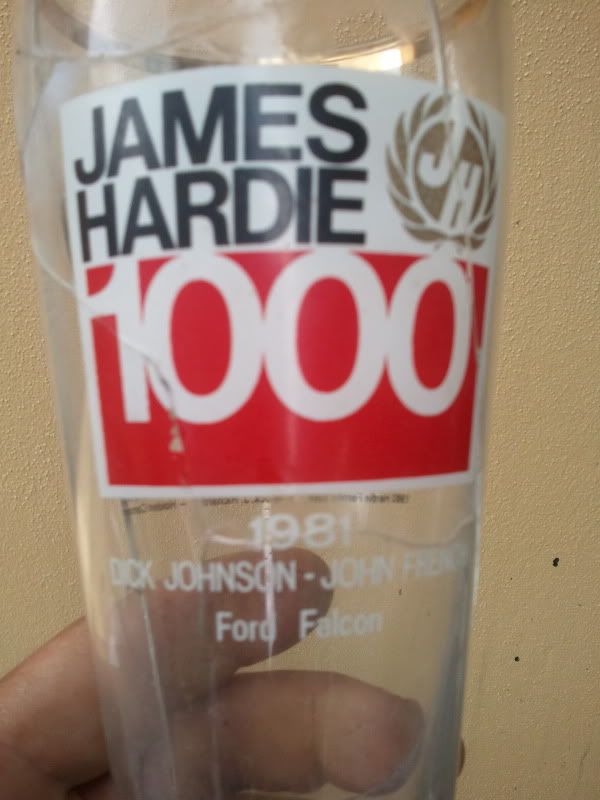 JAMES
HARDIE
JH
1000
1981
DICK JOHNSON - JOHN FRENCH
Ford Falcon